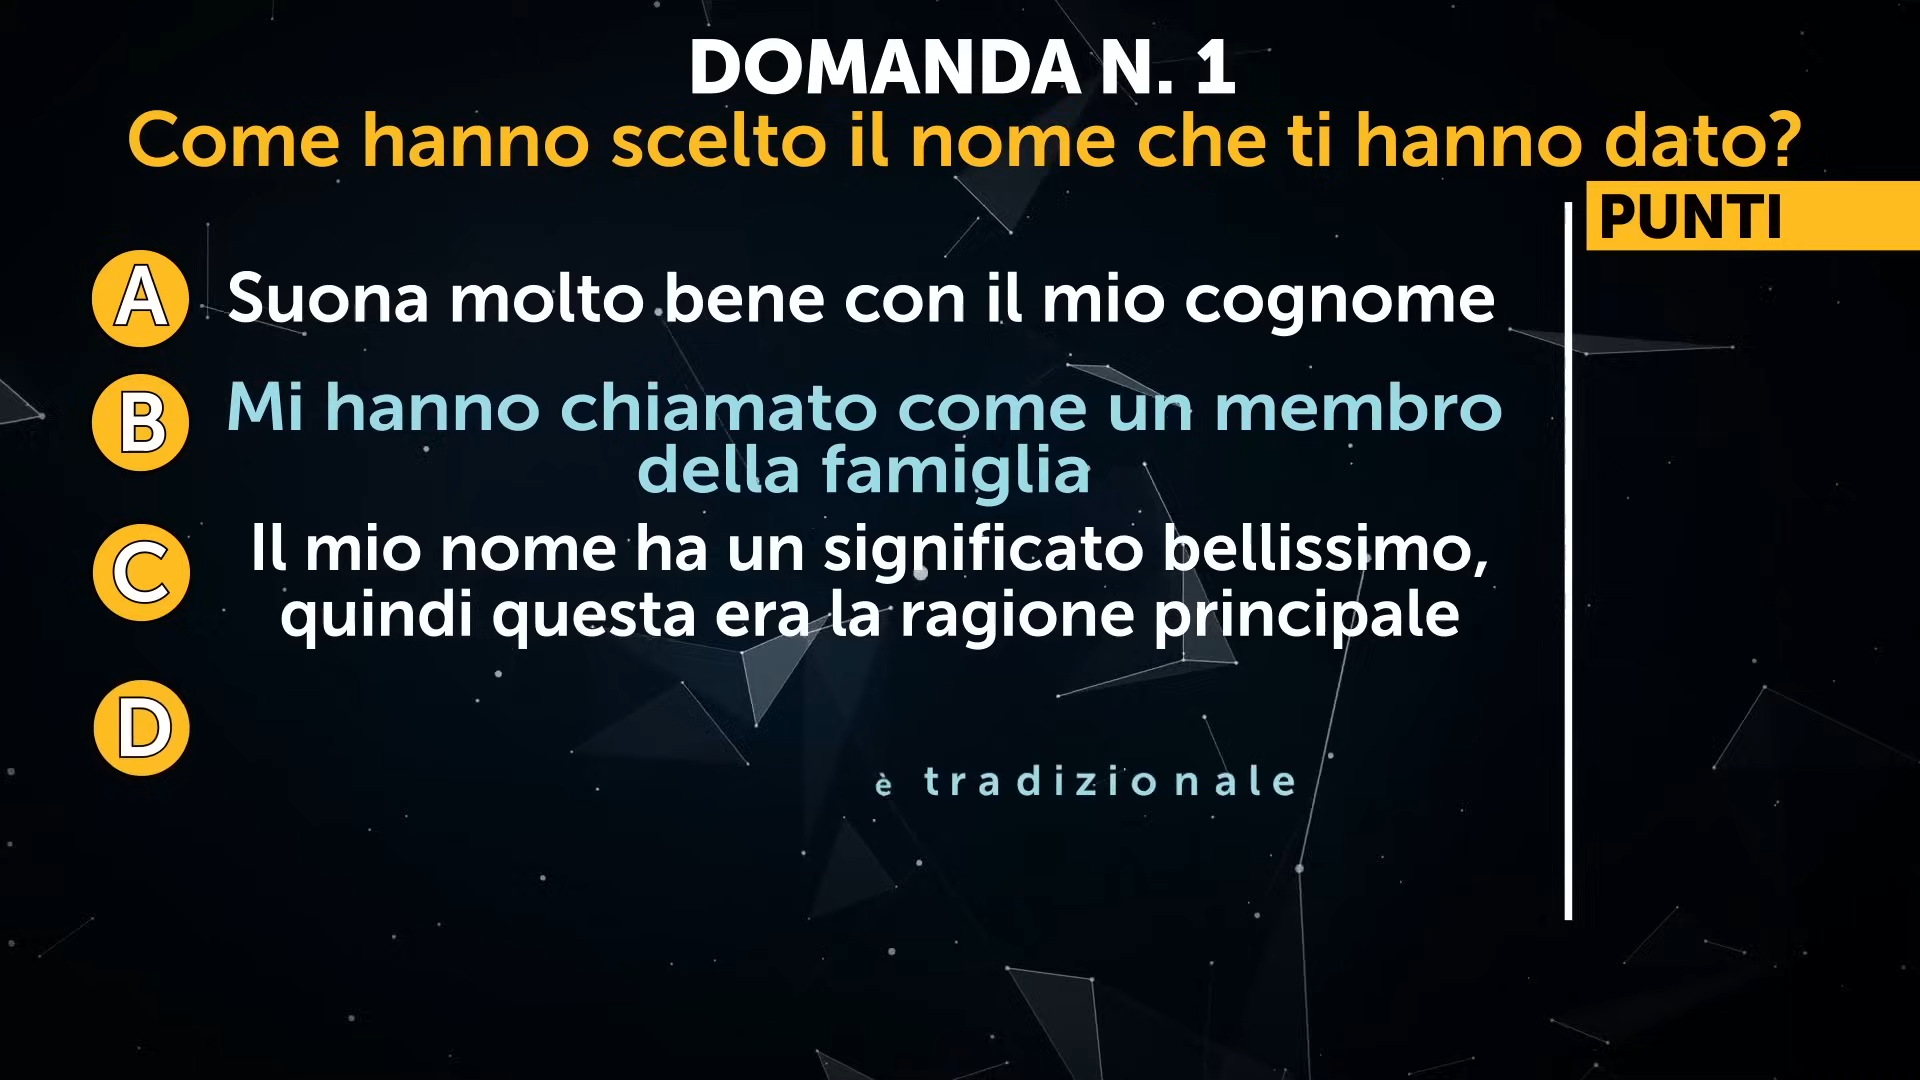 DOMANDA N. 1
Come hanno scelto il nome che ti hanno dato?
PUNTI
A Suona molto bene con il mio cognome
B Mi hanno chiamato come un membro
della famiglia
C Il mio nome ha un significato bellissimo,
quindi questa era la ragione principale
D
è tradizionale